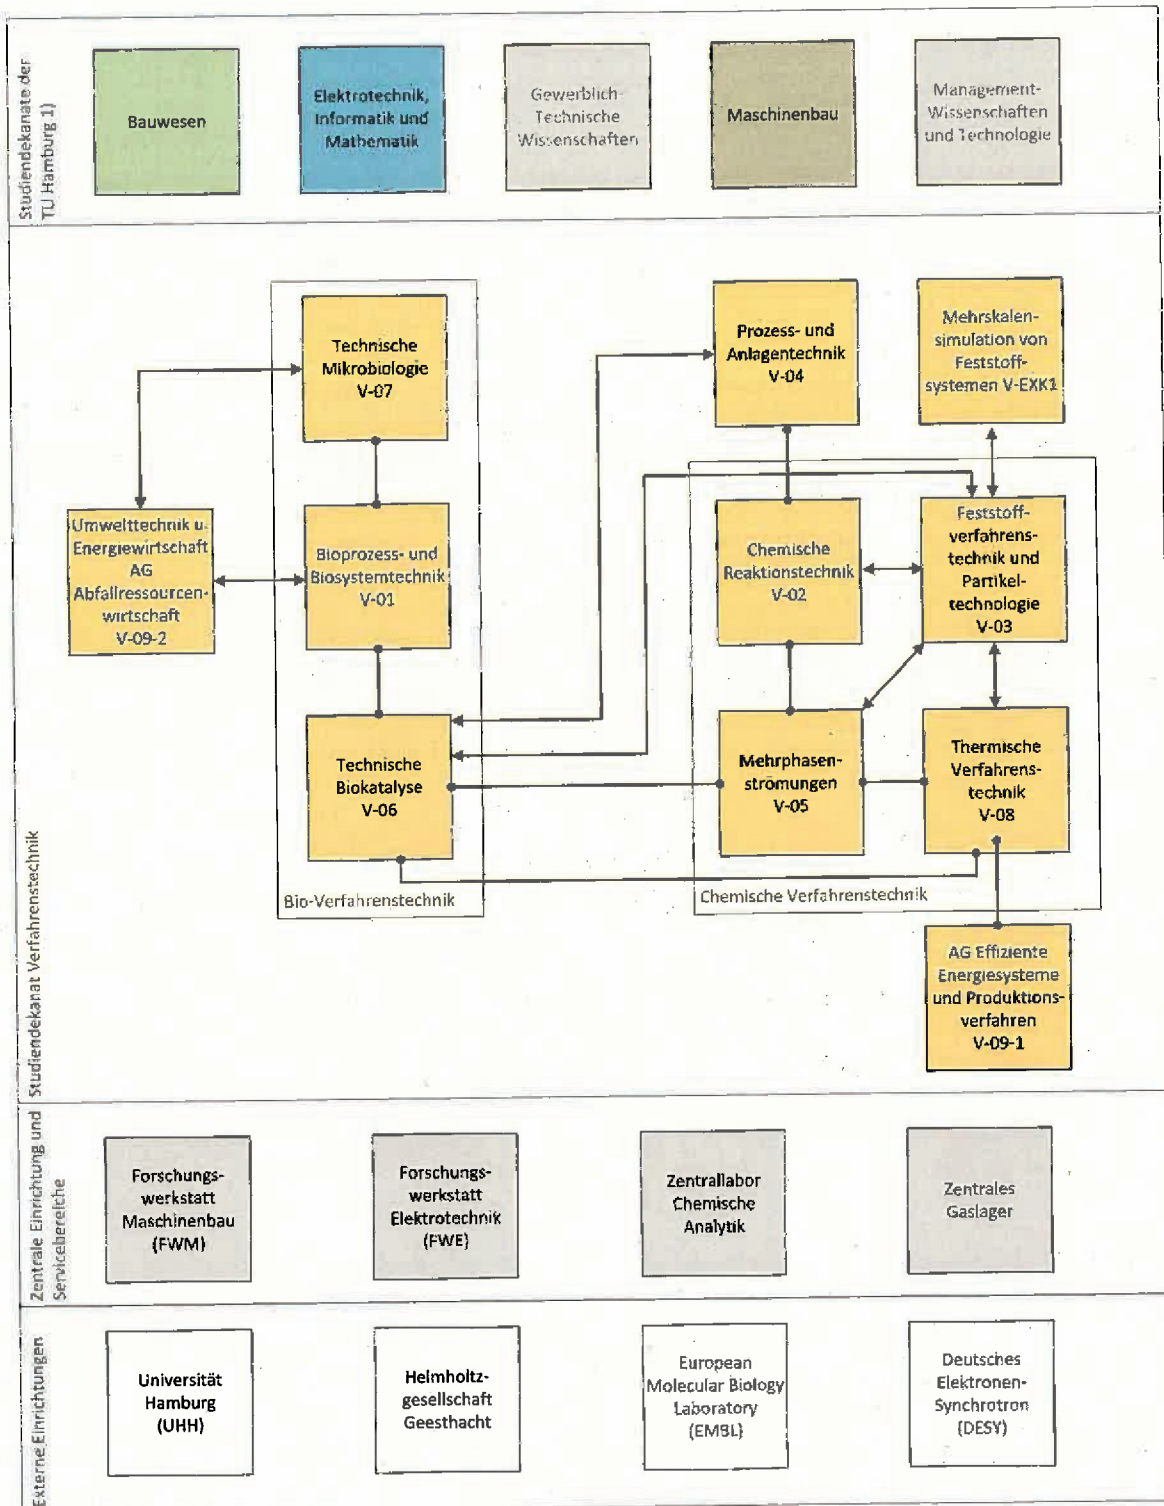 Studiendekanate der
TU Hamburg 1)
Bauwesen
Elektrotechnik,
Informatik und
Mathematik
Gewerblich-
Technische
Wissenschaften
Maschinenbau
Management-
Wissenschaften
und Technologie
Studiendekanat Verfahrenstechnik
Technische
Mikrobiologie
V-07
Prozess- und
Anlagentechnik
V-04
Mehrskalen-
simulation von
Feststoff-
systemen V-EXK1
Umwelttechnik u.
Energiewirtschaft
AG
Abfallressourcen-
wirtschaft
V-09-2
Bioprozess- und
Biosystemtechnik
V-01
Chemische
Reaktionstechnik
V-02
Feststoff-
verfahrens-
technik und
Partikel-
technologie
V-03
Technische
Biokatalyse
V-06
Mehrphasen-
strömungen
V-05
Thermische
Verfahrens-
technik
V-08
Bio-Verfahrenstechnik
Chemische Verfahrenstechnik
AG Effiziente
Energiesysteme
und Produktions-
verfahren
V-09-1
Zentrale Einrichtung und
Servicebereiche
Forschungs-
werkstatt
Maschinenbau
(FWM)
Forschungs-
werkstatt
Elektrotechnik
(FWE)
Zentrallabor
Chemische
Analytik
Zentrales
Gaslager
Externe Einrichtungen
Universität
Hamburg
(UHH)
Helmholtz-
gesellschaft
Geesthacht
European
Molecular Biology
Laboratory
(EMBL)
Deutsches
Elektronen-
Synchrotron
(DESY)